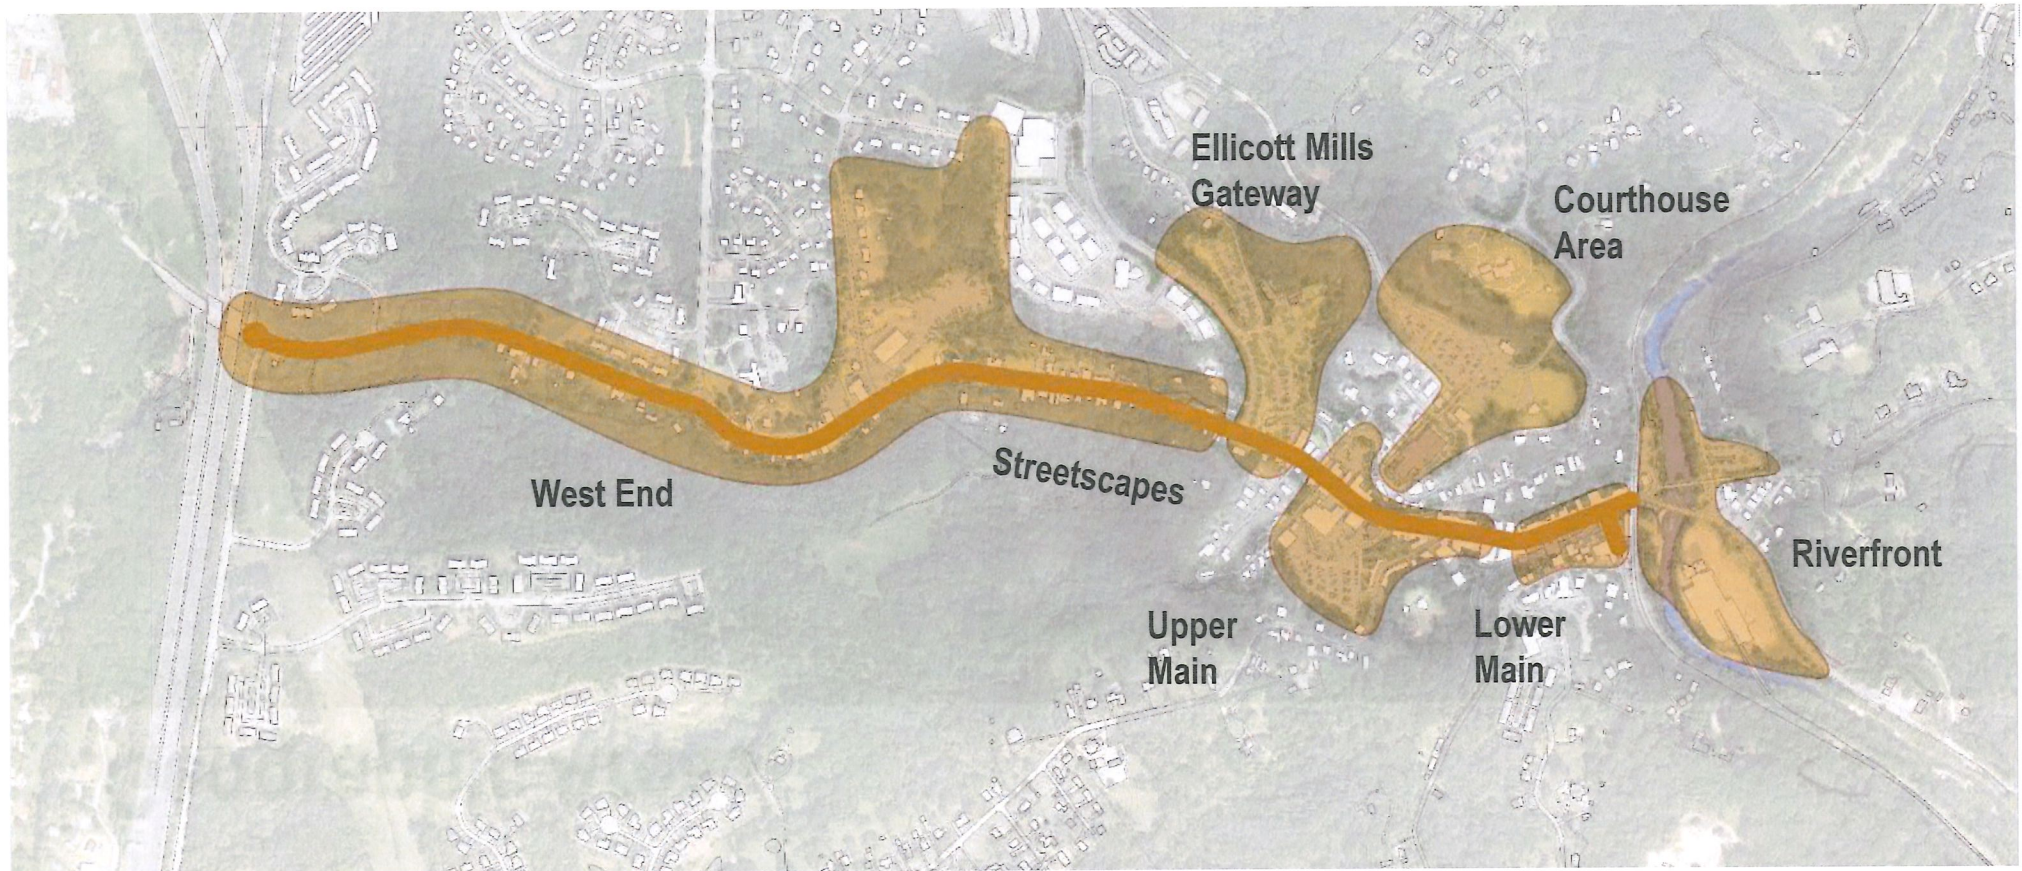 Ellicott Mills
Gateway
Courthouse
Area
West End
Streetscapes
Riverfront
Upper
Main
Lower
Main